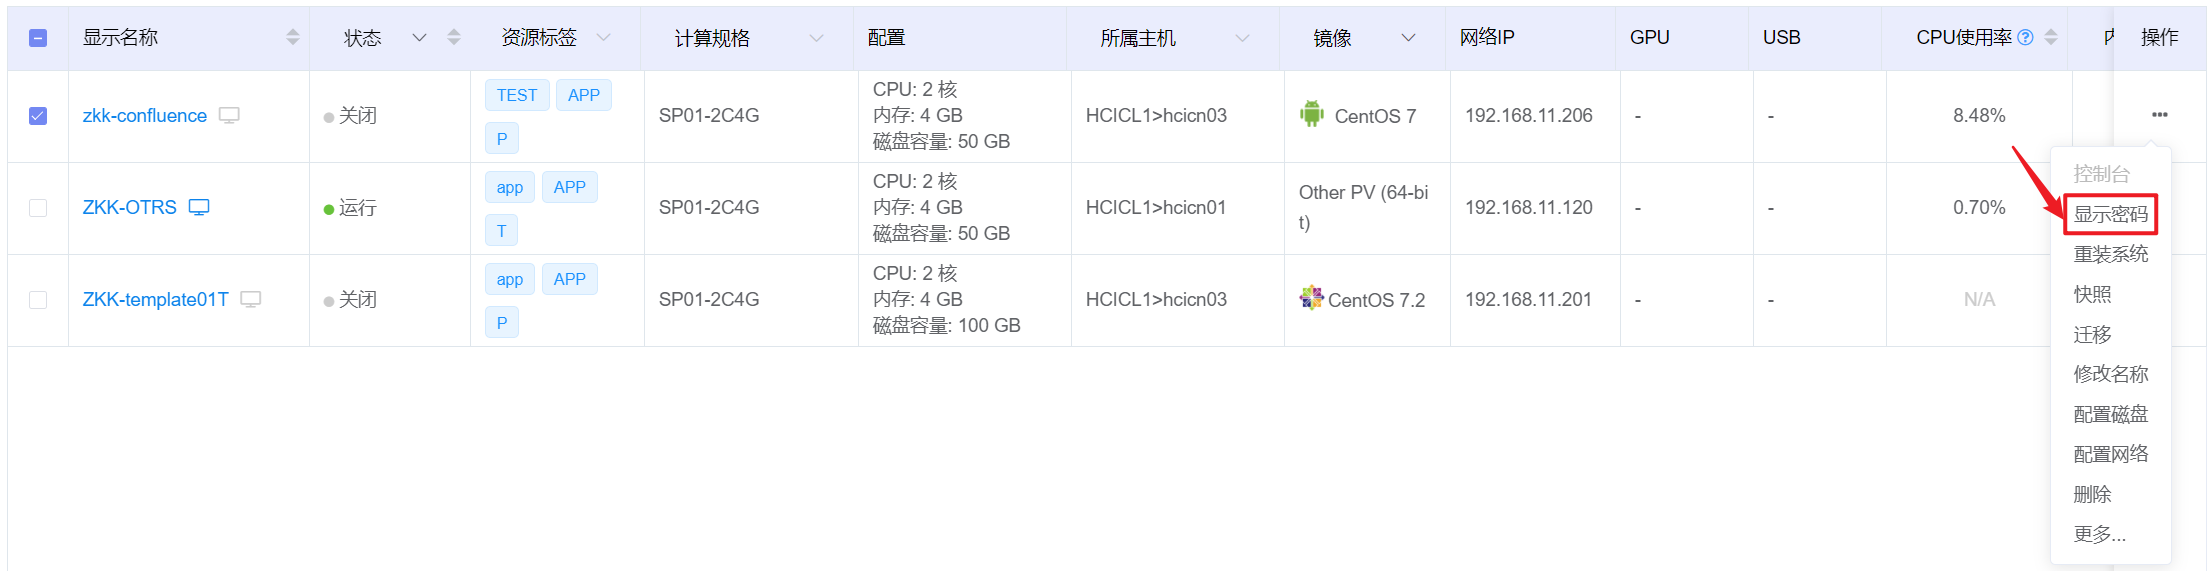 显示名称 状态 资源标签 计算规格 配置 所属主机 镜像 网络IP GPU USB CPU使用率 操作
zkk-confluence 关闭 TEST APP P SP01-2C4G
CPU: 2 核
内存: 4 GB
磁盘容量: 50 GB
HCICL1>hcicn03 CentOS 7 192.168.11.206 - - 8.48%
ZKK-OTRS 运行 app APP T SP01-2C4G
CPU: 2 核
内存: 4 GB
磁盘容量: 50 GB
HCICL1>hcicn01
Other PV (64-bi
t)
192.168.11.120 - - 0.70%
ZKK-template01T 关闭 app APP P SP01-2C4G
CPU: 2 核
内存: 4 GB
磁盘容量: 100 GB
HCICL1>hcicn03 CentOS 7.2 192.168.11.201 - - N/A
控制台
显示密码
重装系统
快照
迁移
修改名称
配置磁盘
配置网络
删除
更多...